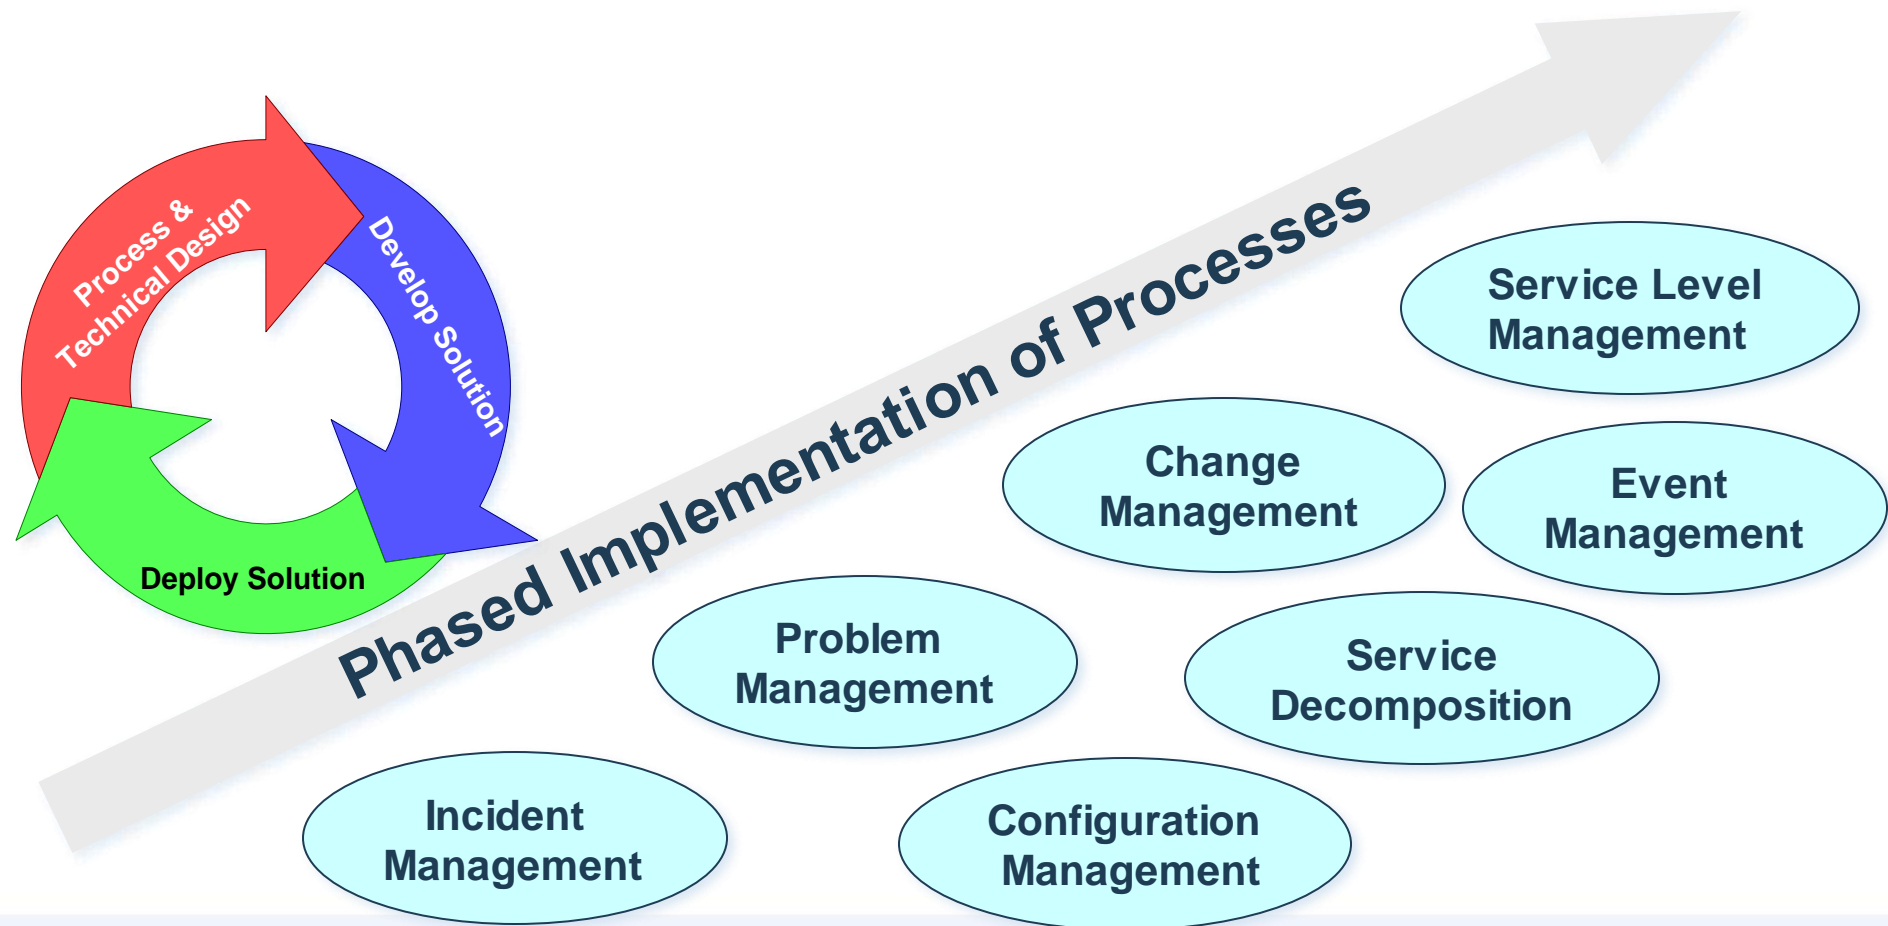 Process &
Technical Design
Develop Solution
Deploy Solution
Phased Implementation of Processes
Service Level
Management
Change
Management
Event
Management
Problem
Management
Service
Decomposition
Incident
Management
Configuration
Management